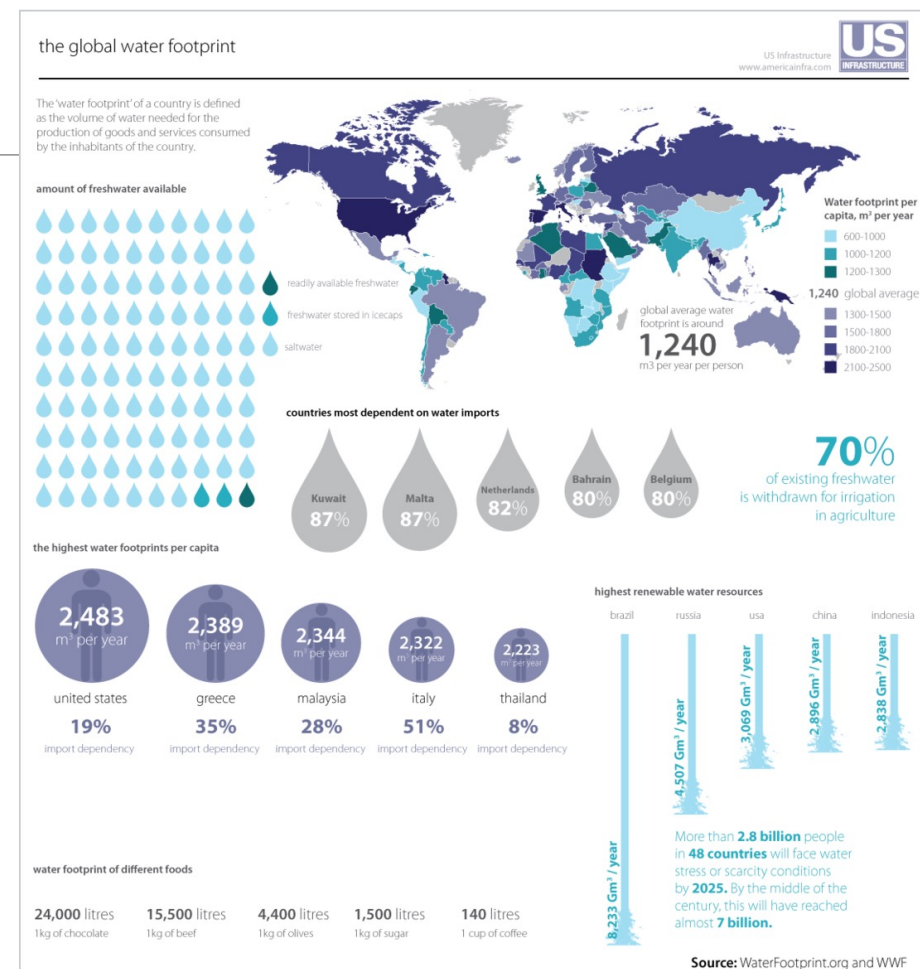 the global water footprint
US Infrastructure
www.americainfra.com
US
INFRASTRUCTURE
The 'water footprint' of a country is defined
as the volume of water needed for the
production of goods and services consumed
by the inhabitants of the country.
amount of freshwater available
readily available freshwater
freshwater stored in icecaps
saltwater
Water footprint per
capita, m³ per year
600-1000
1000-1200
1200-1300
1,240 global average
1300-1500
1500-1800
1800-2100
2100-2500
global average water
footprint is around
1,240
m3 per year per person
countries most dependent on water imports
Kuwait
87%
Malta
87%
Netherlands
82%
Bahrain
80%
Belgium
80%
70%
of existing freshwater
is withdrawn for irrigation
in agriculture
the highest water footprints per capita
2,483
m³ per year
united states
19%
import dependency
2,389
m³ per year
greece
35%
import dependency
2,344
m³ per year
malaysia
28%
import dependency
2,322
m³ per year
italy
51%
import dependency
2,223
m³ per year
thailand
8%
import dependency
highest renewable water resources
brazil
8,233 Gm³ / year
russia
4,507 Gm³ / year
usa
3,069 Gm³ / year
china
2,896 Gm³ / year
indonesia
2,838 Gm³ / year
More than 2.8 billion people
in 48 countries will face water
stress or scarcity conditions
by 2025. By the middle of the
century, this will have reached
almost 7 billion.
water footprint of different foods
24,000 litres
1kg of chocolate
15,500 litres
1kg of beef
4,400 litres
1kg of olives
1,500 litres
1kg of sugar
140 litres
1 cup of coffee
Source: WaterFootprint.org and WWF